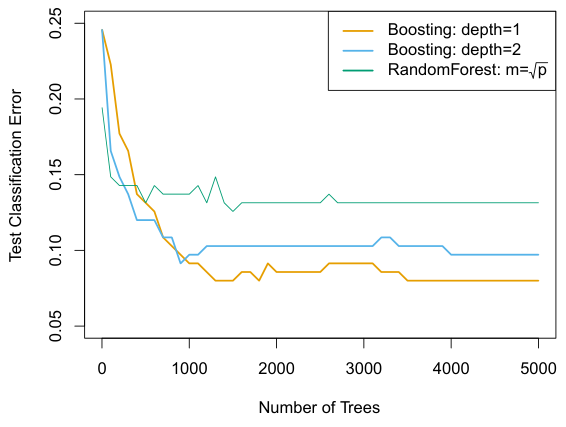 Boosting: depth=1
Boosting: depth=2
RandomForest: m=√p
Test Classification Error
0.25
0.20
0.15
0.10
0.05
0 1000 2000 3000 4000 5000
Number of Trees